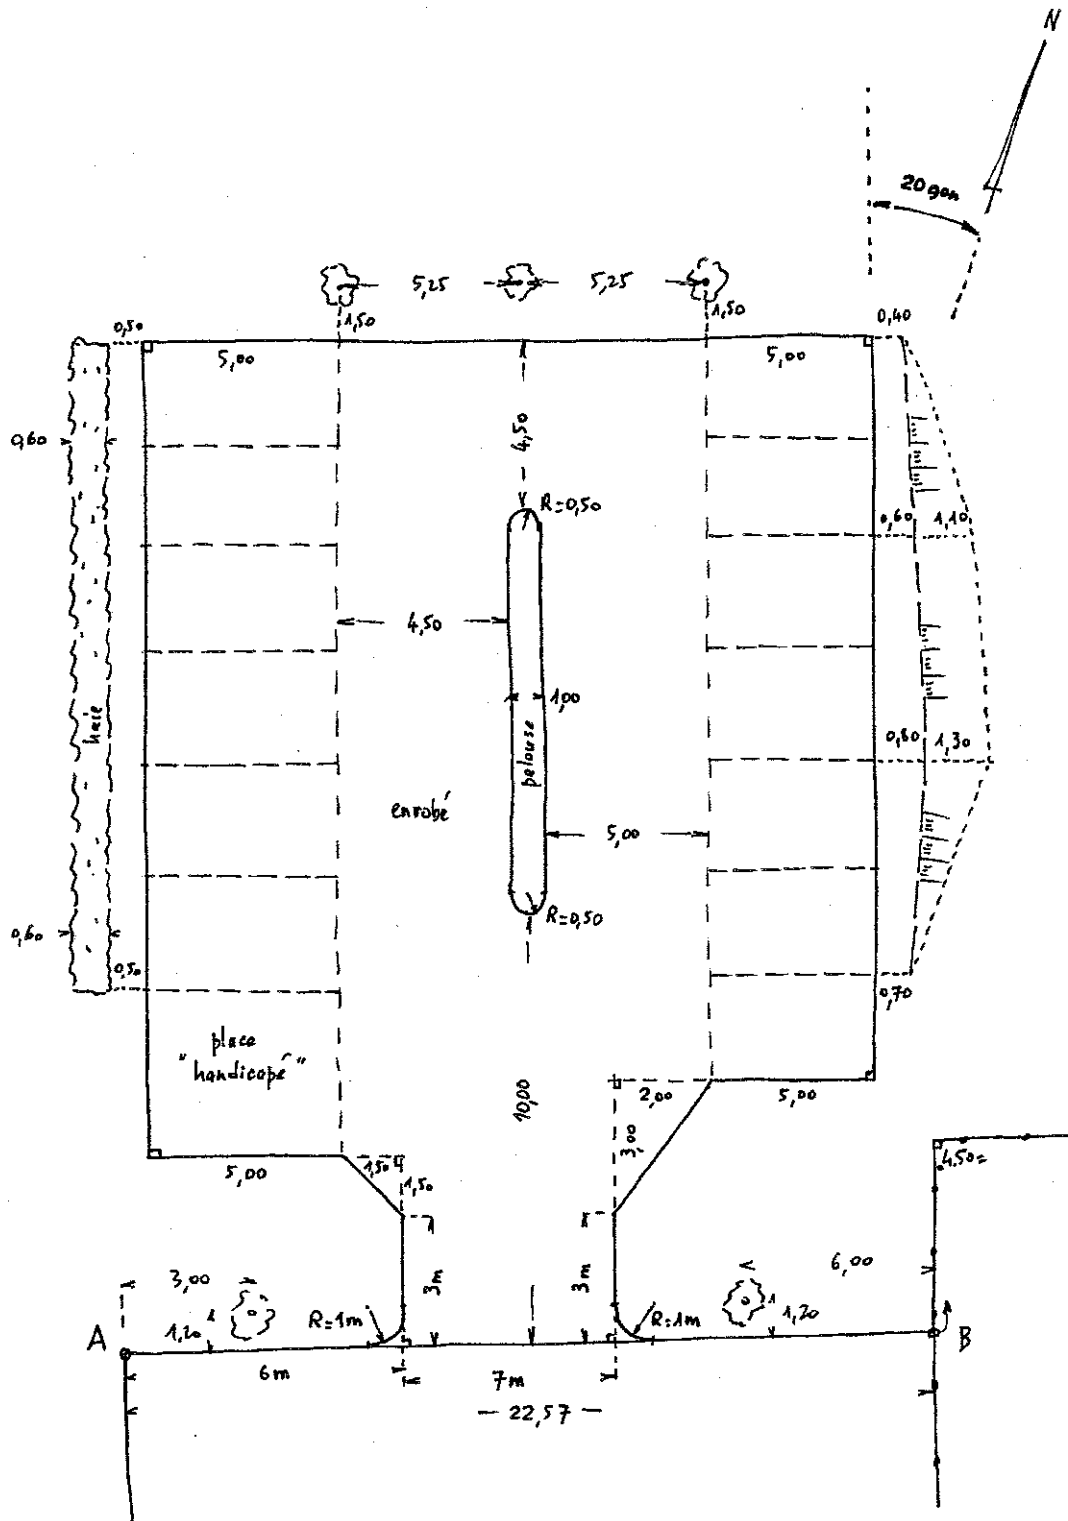 N
20 gon
5,25
5,25
1,50
1,50
0,50
0,40
5,00
5,00
4,50
0,60
R=0,50
0,60
1,10
4,50
1,00
haie
pelouse
0,80
1,30
enrobé
5,00
R=0,50
0,60
0,50
0,70
place
"handicapé"
10,00
2,00
5,00
3,00
5,00
1,50
1,50
4.50=
3,00
3m
3m
6,00
1,20
R=1m
R=1m
1,20
A
B
6m
7m
22,57